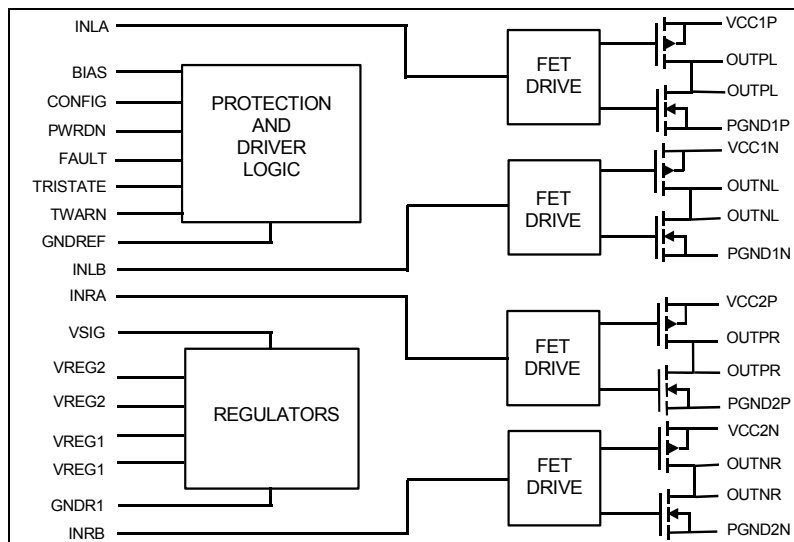 INLA
BIAS
CONFIG
PWRDN
FAULT
TRISTATE
TWARN
GNDREF
INLB
INRA
VSIG
VREG2
VREG2
VREG1
VREG1
GNDR1
INRB
PROTECTION
AND
DRIVER
LOGIC
REGULATORS
FET
DRIVE
FET
DRIVE
FET
DRIVE
FET
DRIVE
VCC1P
OUTPL
OUTPL
PGND1P
VCC1N
OUTNL
OUTNL
PGND1N
VCC2P
OUTPR
OUTPR
PGND2P
VCC2N
OUTNR
OUTNR
PGND2N